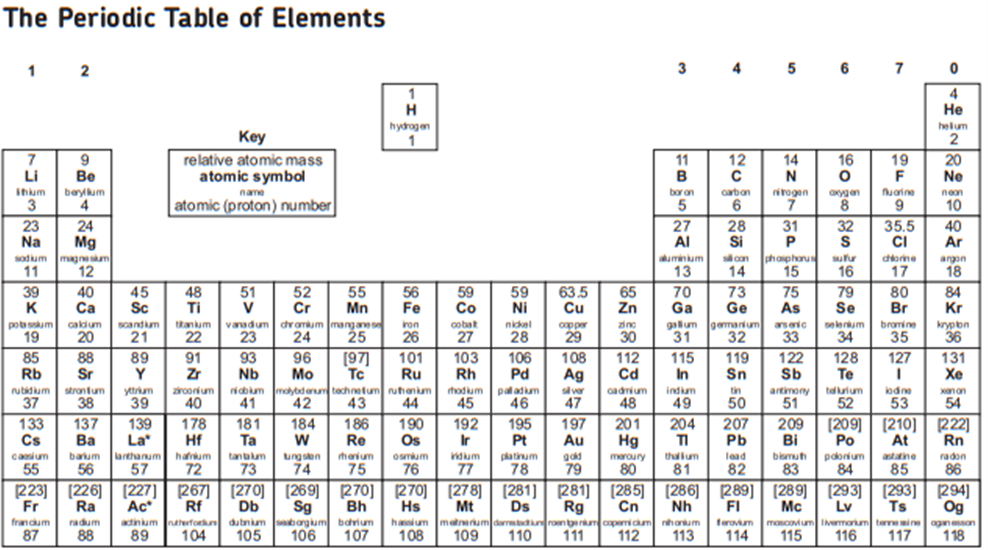 The Periodic Table of Elements
1 2 3 4 5 6 7 0
1 4
H He
hydrogen helium
1 2
Key
relative atomic mass
atomic symbol
name
atomic (proton) number
7 9 11 12 14 16 19 20
Li Be B C N O F Ne
lithium beryllium boron carbon nitrogen oxygen fluorine neon
3 4 5 6 7 8 9 10
23 24 27 28 31 32 35.5 40
Na Mg Al Si P S Cl Ar
sodium magnesium aluminium silicon phosphorus sulfur chlorine argon
11 12 13 14 15 16 17 18
39 40 45 48 51 52 55 56 59 59 63.5 65 70 73 75 79 80 84
K Ca Sc Ti V Cr Mn Fe Co Ni Cu Zn Ga Ge As Se Br Kr
potassium calcium scandium titanium vanadium chromium manganese iron cobalt nickel copper zinc gallium germanium arsenic selenium bromine krypton
19 20 21 22 23 24 25 26 27 28 29 30 31 32 33 34 35 36
85 88 89 91 93 96 [97] 101 103 106 108 112 115 119 122 128 127 131
Rb Sr Y Zr Nb Mo Tc Ru Rh Pd Ag Cd In Sn Sb Te I Xe
rubidium strontium yttrium zirconium niobium molybdenum technetium ruthenium rhodium palladium silver cadmium indium tin antimony tellurium iodine xenon
37 38 39 40 41 42 43 44 45 46 47 48 49 50 51 52 53 54
133 137 139 178 181 184 186 190 192 195 197 201 204 207 209 [209] [210] [222]
Cs Ba La* Hf Ta W Re Os Ir Pt Au Hg Tl Pb Bi Po At Rn
caesium barium lanthanum hafnium tantalum tungsten rhenium osmium iridium platinum gold mercury thallium lead bismuth polonium astatine radon
55 56 57 72 73 74 75 76 77 78 79 80 81 82 83 84 85 86
[223] [226] [227] [267] [270] [269] [270] [270] [278] [281] [281] [285] [286] [289] [289] [293] [293] [294]
Fr Ra Ac* Rf Db Sg Bh Hs Mt Ds Rg Cn Nh Fl Mc Lv Ts Og
francium radium actinium rutherfordium dubnium seaborgium bohrium hassium meitnerium darmstadtium roentgenium copernicium nihonium flerovium moscovium livermorium tennessine oganesson
87 88 89 104 105 106 107 108 109 110 111 112 113 114 115 116 117 118